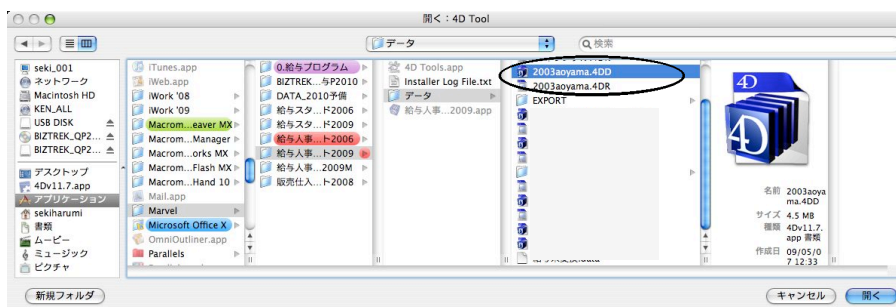 開く：4D Tool
データ
検索
seki_001
ネットワーク
Macintosh HD
KEN_ALL
USB DISK
BIZTREK_QP2...
BIZTREK_QP2...
デスクトップ
4Dv11.7.app
アプリケーション
sekiharumi
書類
ムービー
ミュージック
ピクチャ
iTunes.app
iWeb.app
iWork '08
iWork '09
Macrom...eaver MX
Macrom...Manager
Macrom...orks MX
Macrom...Flash MX
Macrom...Hand 10
Mail.app
Marvel
Microsoft Office X
OmniOutliner.app
Parallels
0.給与プログラム
BIZTREK...与P2010
DATA_2010予備
給与スタ...ド2006
給与スタ...ド2009
給与人事...ト2006
給与人事...ト2009
給与人事...2009M
販売仕入...ト2008
4D Tools.app
Installer Log File.txt
データ
給与人事...2009.app
2003aoyama.4DD
2003aoyama.4DR
EXPORT
4D
名前 2003aoya
ma.4DD
サイズ 4.5 MB
種類 4Dv11.7.
app 書類
作成日 09/05/0
7 12:33
新規フォルダ
キャンセル
開く